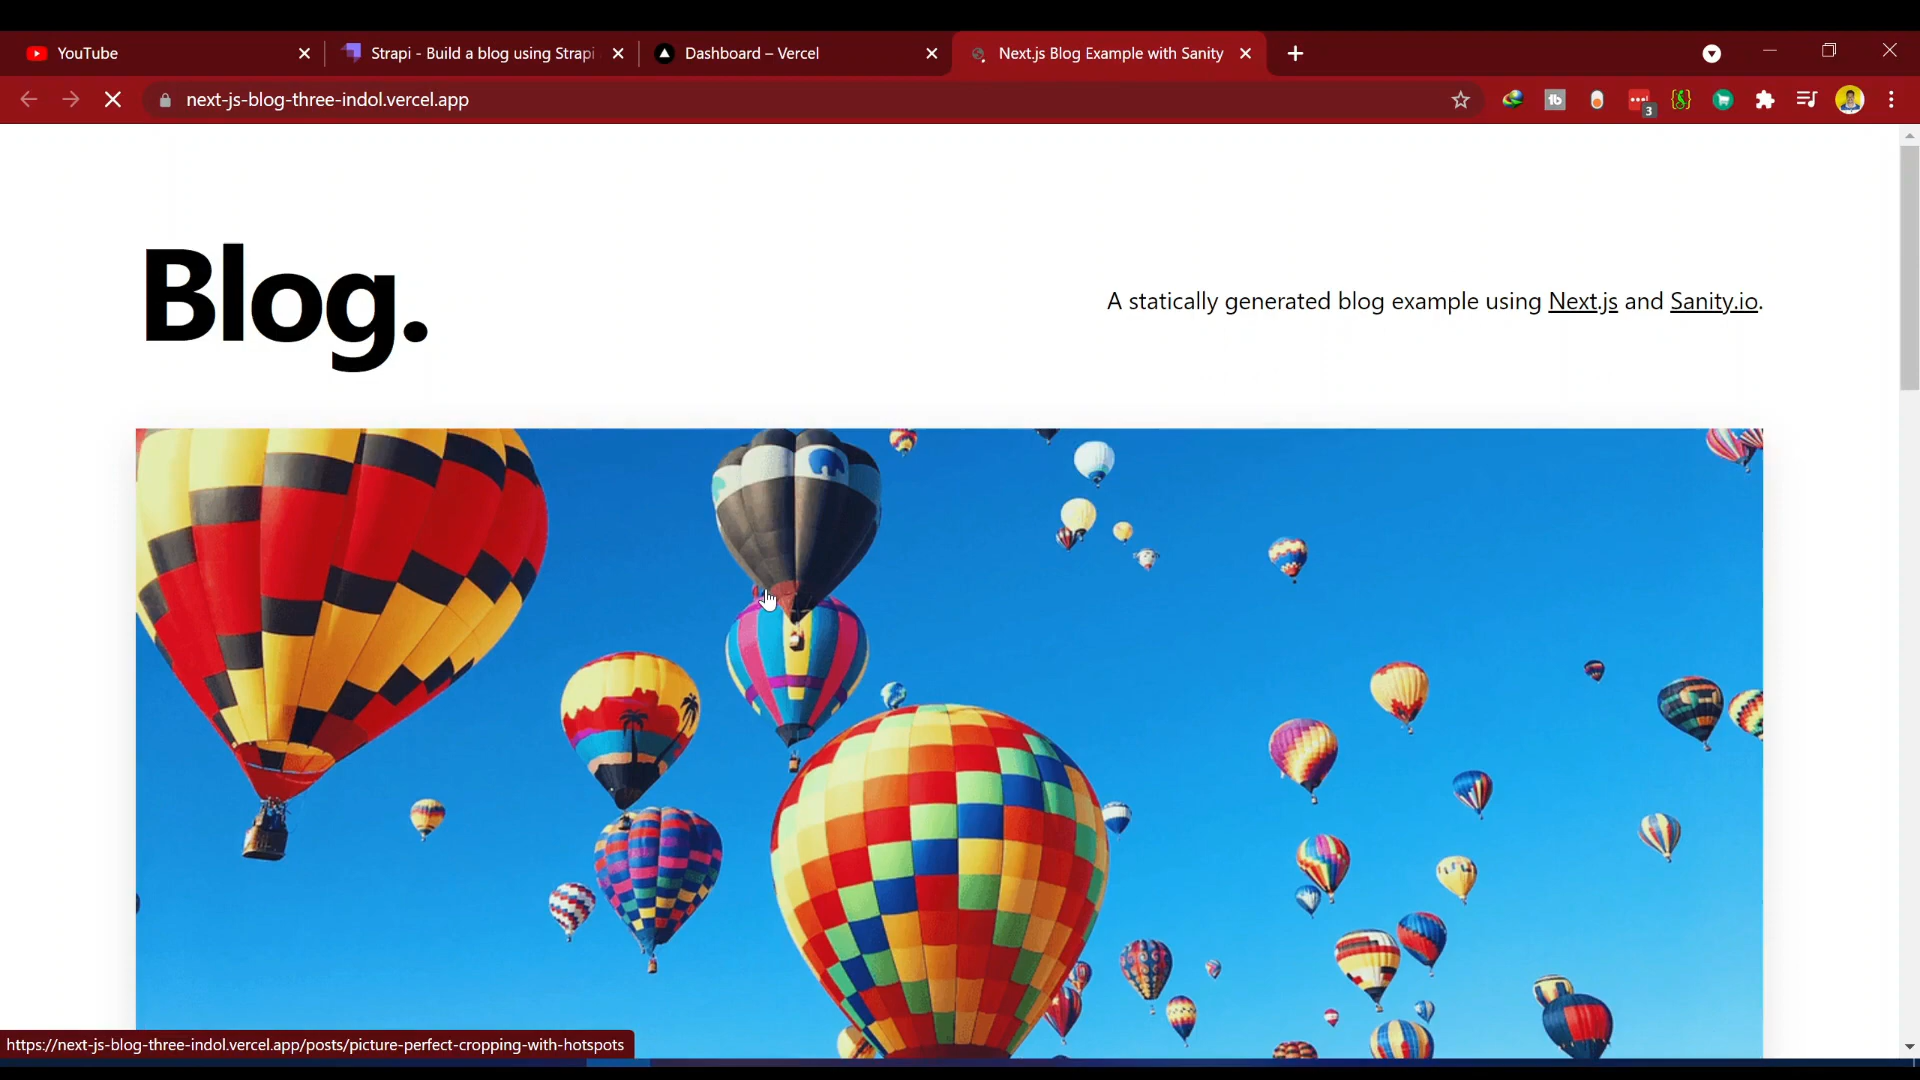 YouTube
Strapi - Build a blog using Strapi
Dashboard – Vercel
Next.js Blog Example with Sanity
next-js-blog-three-indol.vercel.app
tb
3
Blog.
A statically generated blog example using Next.js and Sanity.io.
https://next-js-blog-three-indol.vercel.app/posts/picture-perfect-cropping-with-hotspots